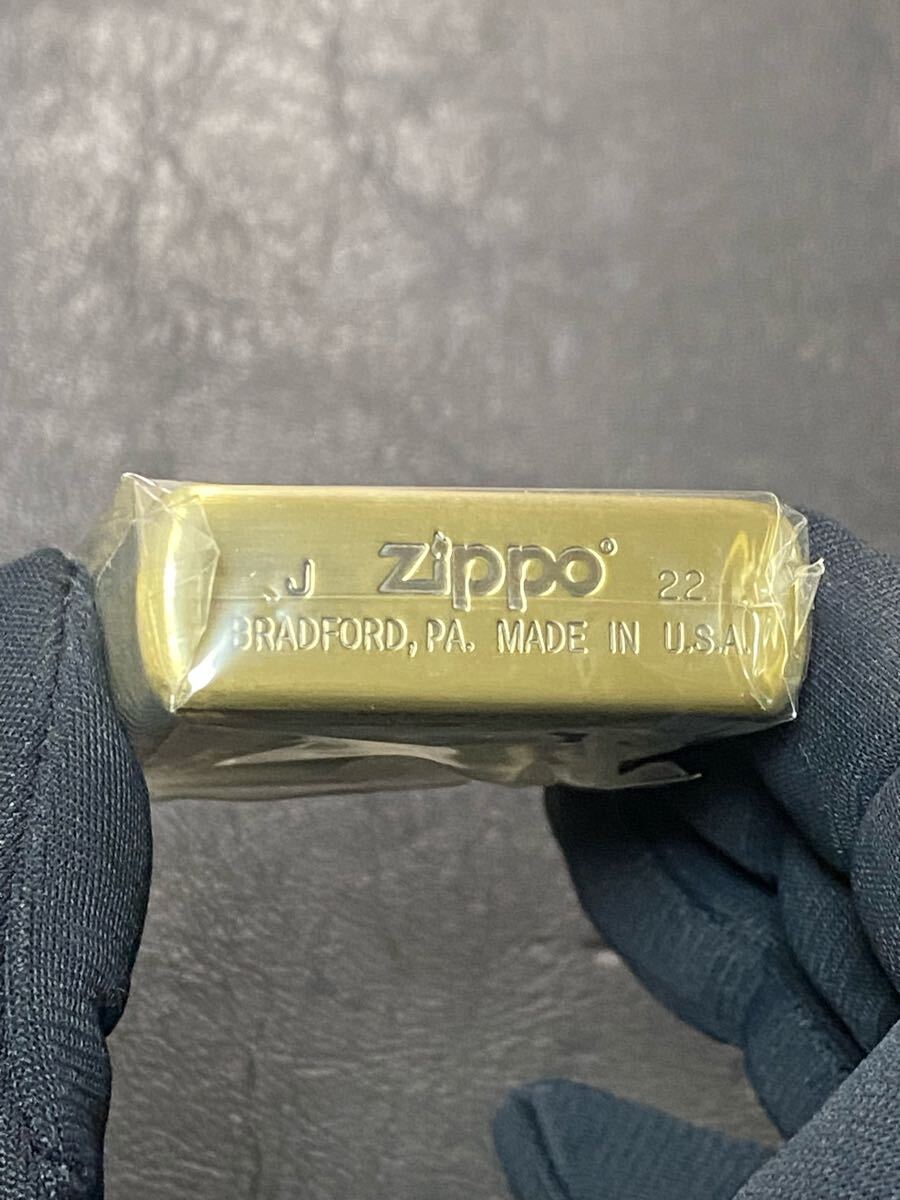 J zippo® 22
BRADFORD, PA. MADE IN U.S.A.